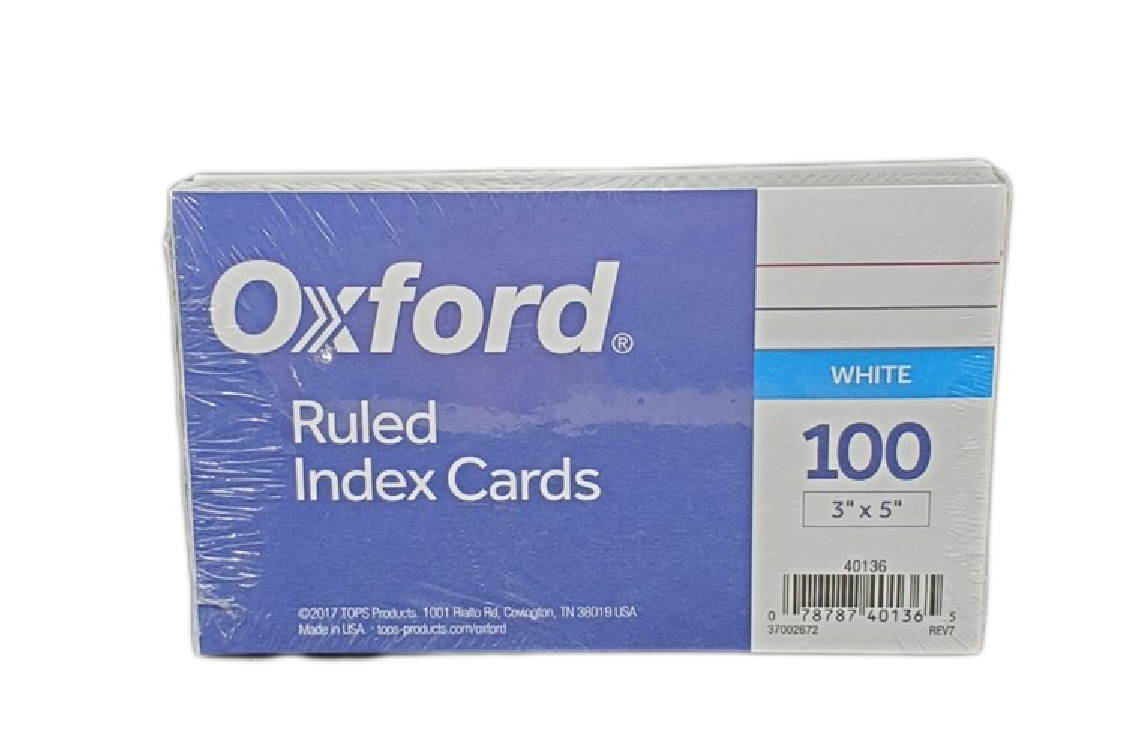 Oxford®
Ruled
Index Cards
©2017 TOPS Products. 1001 Rialto Rd, Covington, TN 38019 USA
Made in USA · tops-products.com/oxford
WHITE
100
3" x 5"
40136
0 78787 40136 5
37002672 REV7